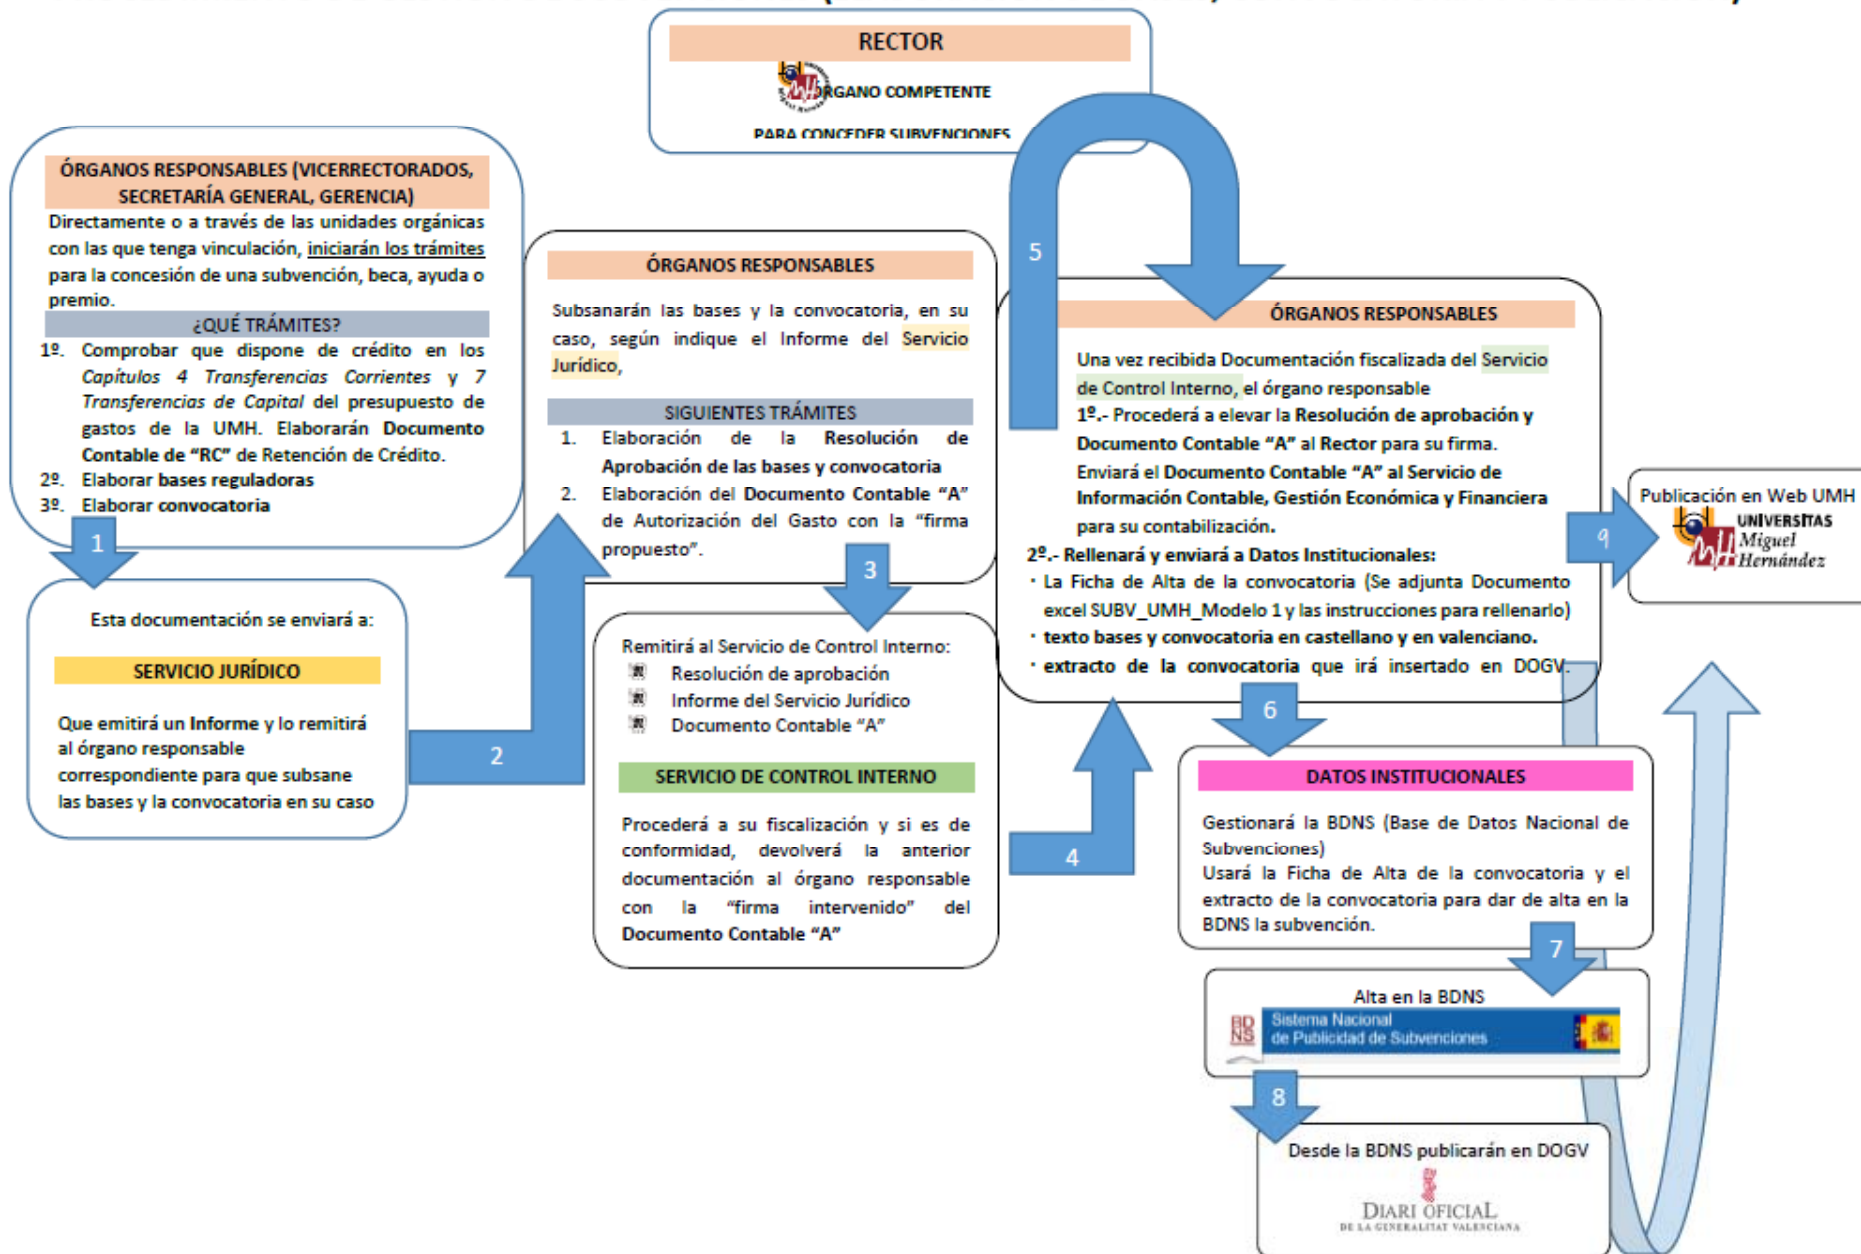 RECTOR
ÓRGANO COMPETENTE
PARA CONCEDER SUBVENCIONES
ÓRGANOS RESPONSABLES (VICERRECTORADOS,
SECRETARÍA GENERAL, GERENCIA)
Directamente o a través de las unidades orgánicas
con las que tenga vinculación, iniciarán los trámites
para la concesión de una subvención, beca, ayuda o
premio.
¿QUÉ TRÁMITES?
1º. Comprobar que dispone de crédito en los
Capítulos 4 Transferencias Corrientes y 7
Transferencias de Capital del presupuesto de
gastos de la UMH. Elaborarán Documento
Contable de “RC” de Retención de Crédito.
2º. Elaborar bases reguladoras
3º. Elaborar convocatoria
1
Esta documentación se enviará a:
SERVICIO JURÍDICO
Que emitirá un Informe y lo remitirá
al órgano responsable
correspondiente para que subsane
las bases y la convocatoria en su caso
2
ÓRGANOS RESPONSABLES
Subsanarán las bases y la convocatoria, en su
caso, según indique el Informe del Servicio
Jurídico,
SIGUIENTES TRÁMITES
1. Elaboración de la Resolución de
Aprobación de las bases y convocatoria
2. Elaboración del Documento Contable “A”
de Autorización del Gasto con la “firma
propuesto”.
3
Remitirá al Servicio de Control Interno:
Resolución de aprobación
Informe del Servicio Jurídico
Documento Contable “A”
SERVICIO DE CONTROL INTERNO
Procederá a su fiscalización y si es de
conformidad, devolverá la anterior
documentación al órgano responsable
con la “firma intervenido” del
Documento Contable “A”
4
5
ÓRGANOS RESPONSABLES
Una vez recibida Documentación fiscalizada del Servicio
de Control Interno, el órgano responsable
1º.- Procederá a elevar la Resolución de aprobación y
Documento Contable “A” al Rector para su firma.
Enviará el Documento Contable “A” al Servicio de
Información Contable, Gestión Económica y Financiera
para su contabilización.
2º.- Rellenará y enviará a Datos Institucionales:
· La Ficha de Alta de la convocatoria (Se adjunta Documento
excel SUBV_UMH_Modelo 1 y las instrucciones para rellenarlo)
· texto bases y convocatoria en castellano y en valenciano.
· extracto de la convocatoria que irá insertado en DOGV.
6
DATOS INSTITUCIONALES
Gestionará la BDNS (Base de Datos Nacional de
Subvenciones)
Usará la Ficha de Alta de la convocatoria y el
extracto de la convocatoria para dar de alta en la
BDNS la subvención.
7
Alta en la BDNS
BD
NS
Sistema Nacional
de Publicidad de Subvenciones
8
Desde la BDNS publicarán en DOGV
DIARI OFICIAL
DE LA GENERALITAT VALENCIANA
9
Publicación en Web UMH
UNIVERSITAS
Miguel
Hernández